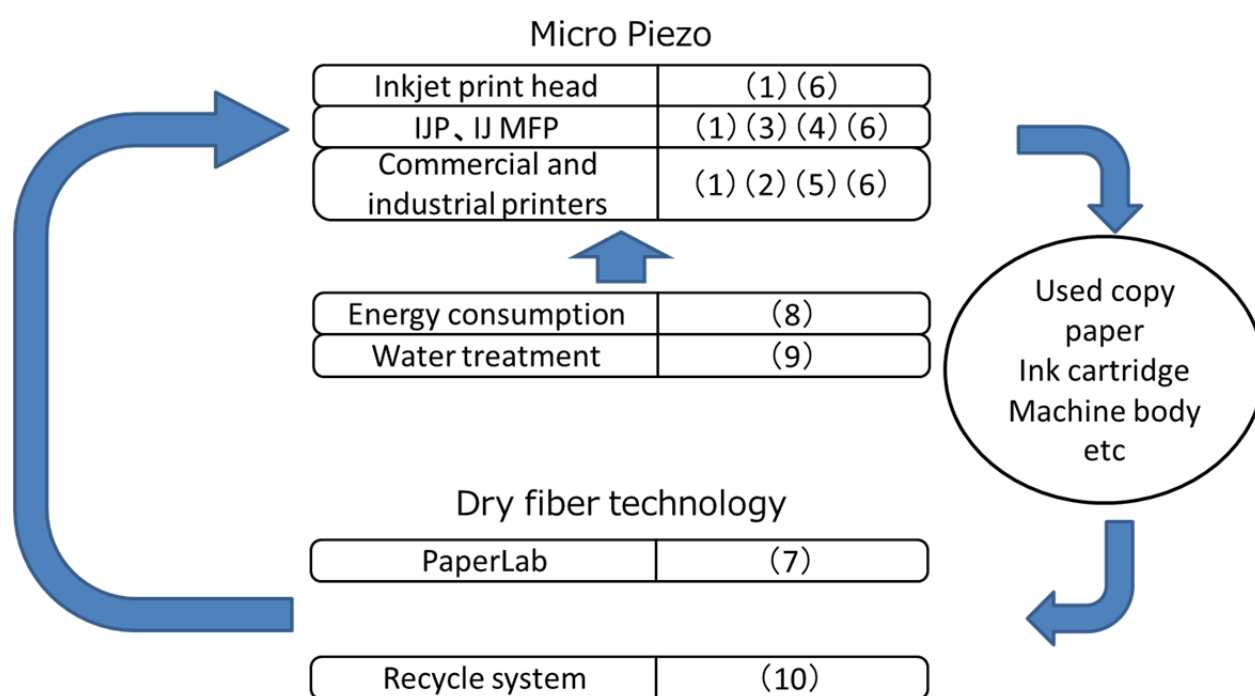 Micro Piezo
Inkjet print head (1)(6)
IJP、IJ MFP (1)(3)(4)(6)
Commercial and
industrial printers (1)(2)(5)(6)
Energy consumption (8)
Water treatment (9)
Used copy
paper
Ink cartridge
Machine body
etc
Dry fiber technology
PaperLab (7)
Recycle system (10)